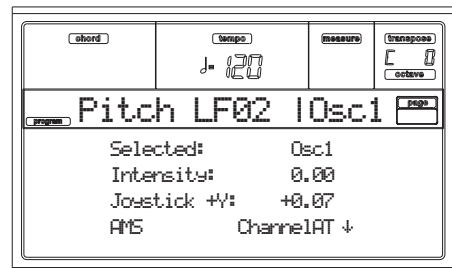 chord tempo measure transpose
♩= 120 C 0
octave
program Pitch LFO2 |Osc1 page
Selected: Osc1
Intensity: 0.00
Joystick +Y: +0.07
AMS ChannelAT ↓